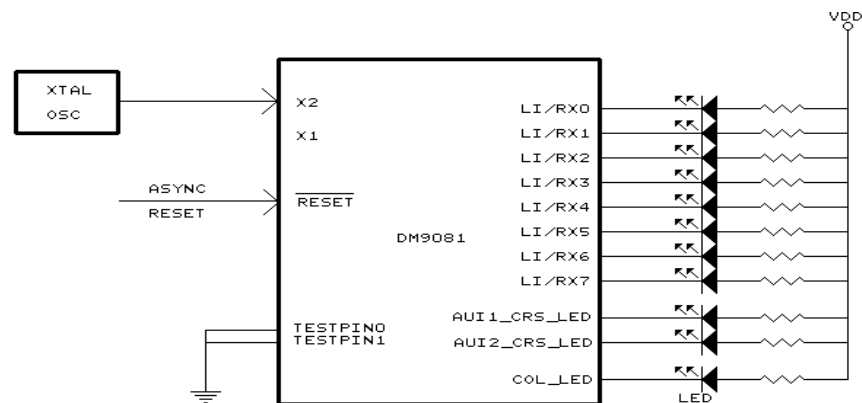 VDD
XTAL
OSC
X2
X1
ASYNC
RESET
RESET
DM9081
TESTPIN0
TESTPIN1
LI/RX0
LI/RX1
LI/RX2
LI/RX3
LI/RX4
LI/RX5
LI/RX6
LI/RX7
AUI1_CRS_LED
AUI2_CRS_LED
COL_LED
LED